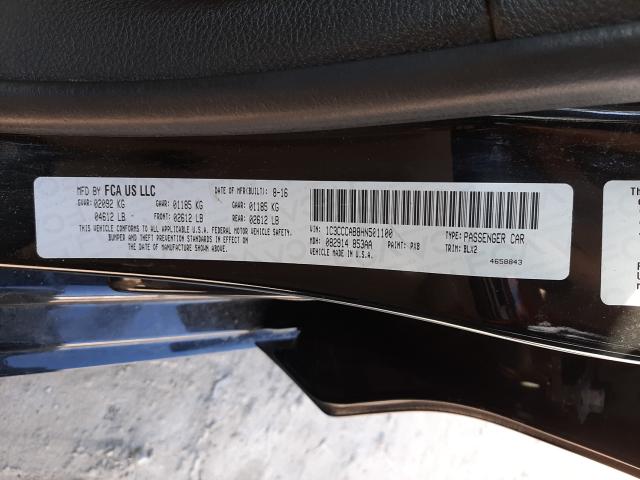 MFD BY FCA US LLC
DATE OF MFR(BUILT): 8-16
GVWR: 02092 KG
GAWR: 01185 KG
GAWR: 01185 KG
04612 LB
FRONT: 02612 LB
REAR: 02612 LB
THIS VEHICLE CONFORMS TO ALL APPLICABLE FEDERAL MOTOR VEHICLE SAFETY,
BUMPER AND THEFT PREVENTION STANDARDS IN EFFECT ON THE
DATE OF MANUFACTURE SHOWN ABOVE.
VIN: 1C3CCCAB8HN501100
TYPE: PASSENGER CAR
MDH: 082914 853AA
PAINT: PX8
TRIM: BLX2
VEHICLE MADE IN U.S.A.
4658843